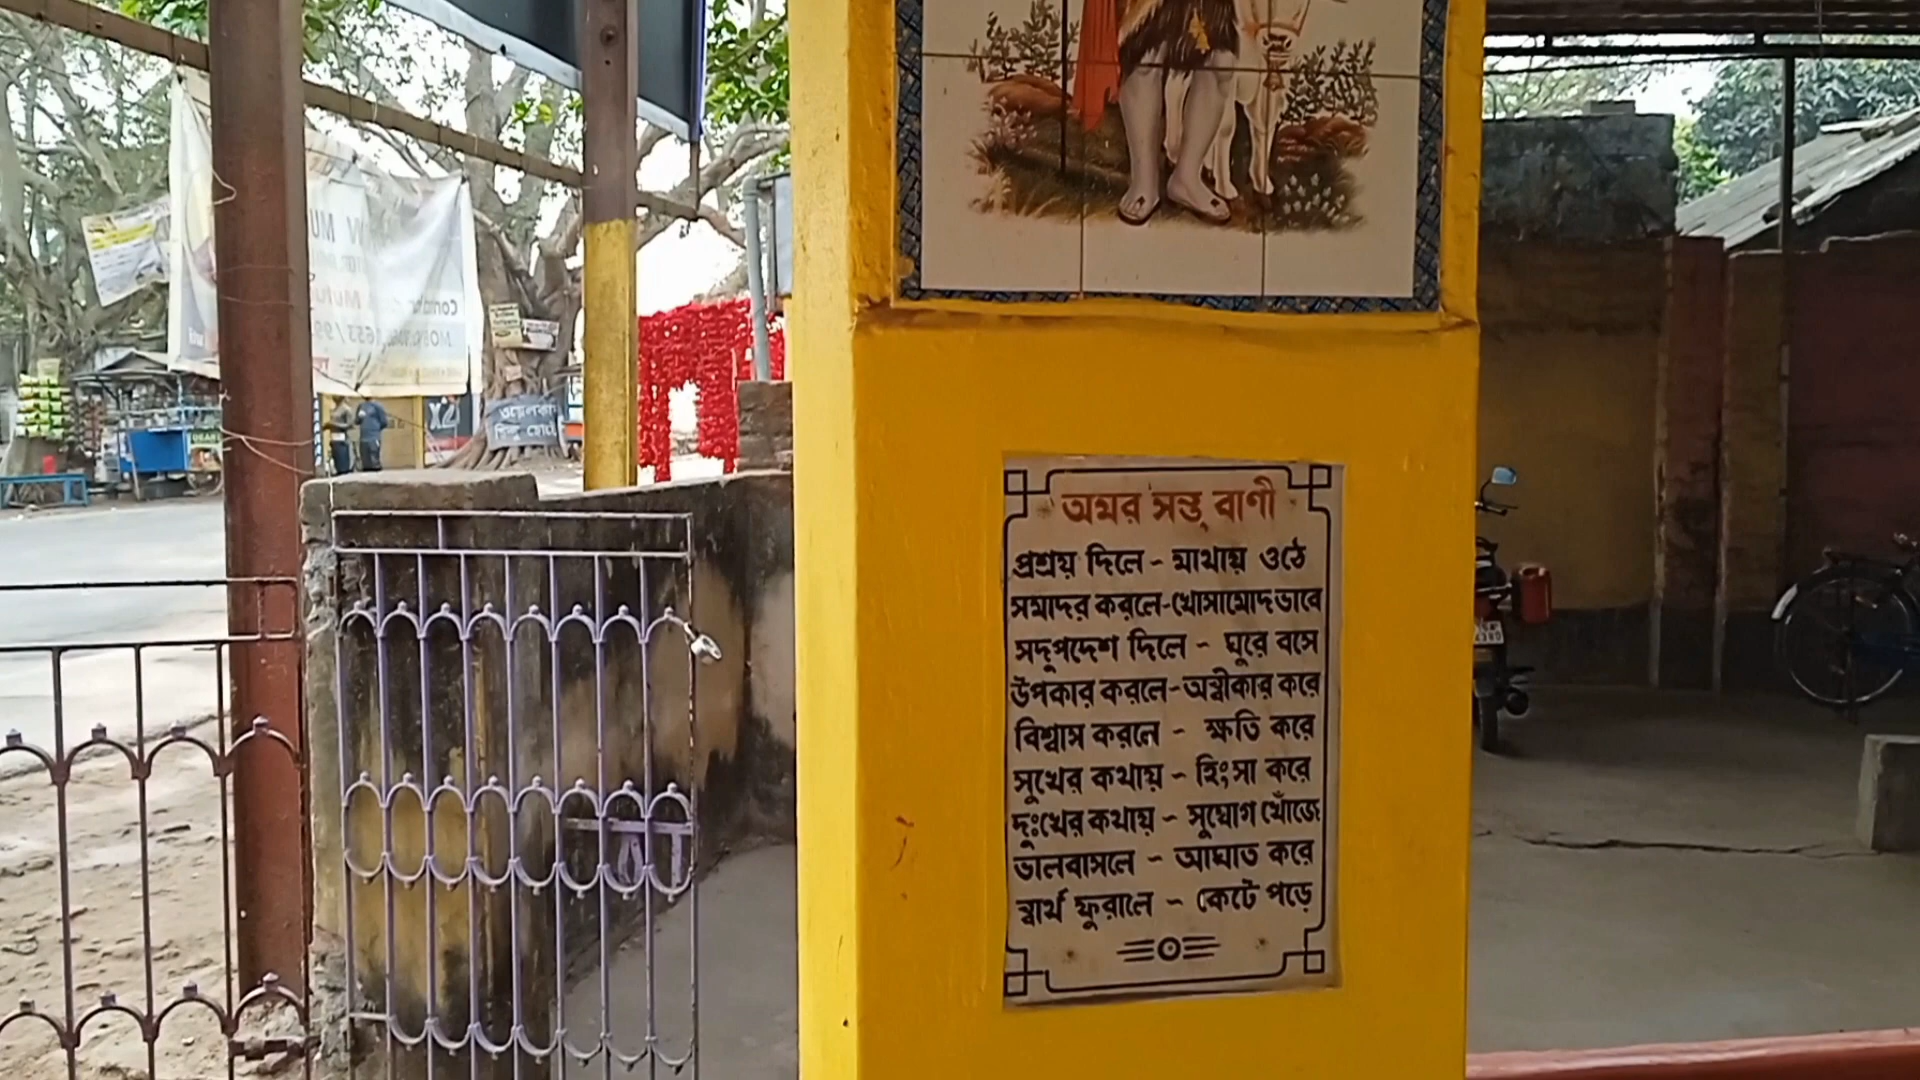 অমর সন্ত্ বাণী
প্রশ্রয় দিলে - মাথায় ওঠে
সমাদর করলে-খোসামোদভাবে
সদুপদেশ দিলে - ঘুরে বসে
উপকার করলে-অস্বীকার করে
বিশ্বাস করলে - ক্ষতি করে
সুখের কথায় - হিংসা করে
দুঃখের কথায় - সুযোগ খোঁজে
ভালবাসলে - আঘাত করে
স্বার্থ ফুরালে - কেটে পড়ে